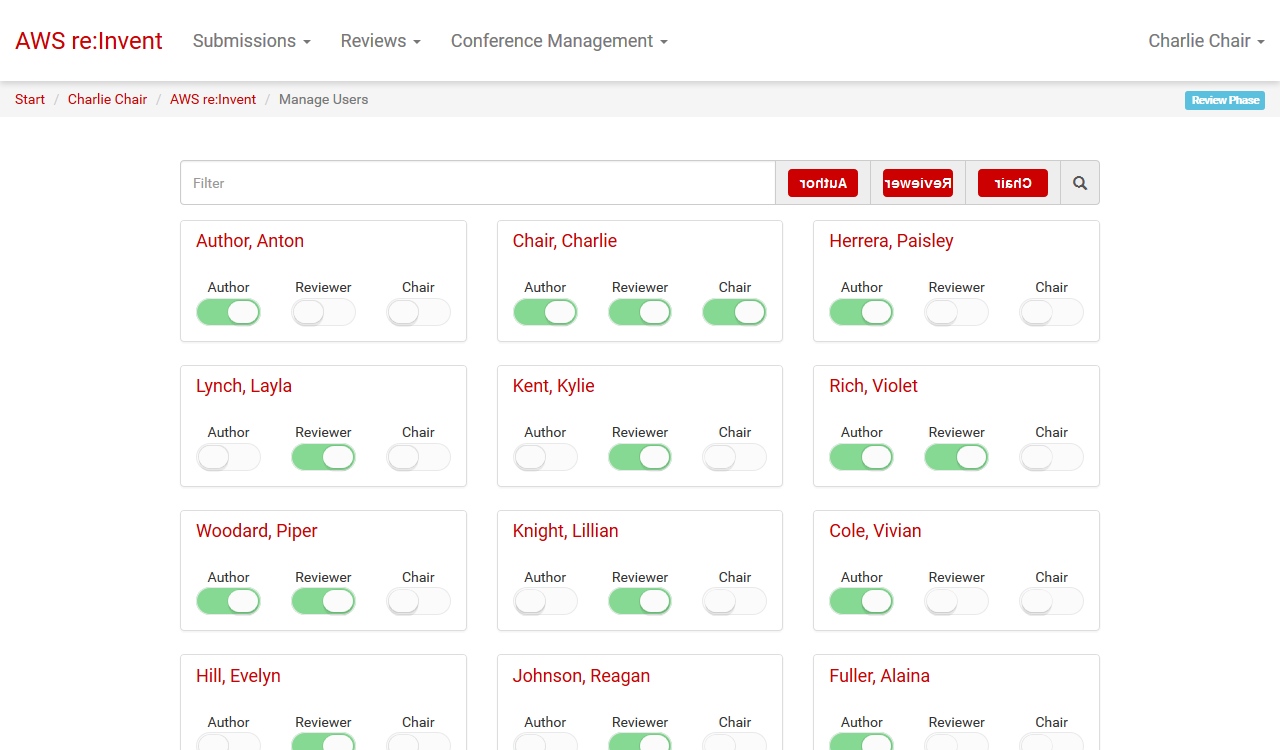 AWS re:Invent Submissions Reviews Conference Management Charlie Chair
Start / Charlie Chair / AWS re:Invent / Manage Users Review Phase
Filter Author Reviewer Chair
Author, Anton
Author Reviewer Chair
Chair, Charlie
Author Reviewer Chair
Herrera, Paisley
Author Reviewer Chair
Lynch, Layla
Author Reviewer Chair
Kent, Kylie
Author Reviewer Chair
Rich, Violet
Author Reviewer Chair
Woodard, Piper
Author Reviewer Chair
Knight, Lillian
Author Reviewer Chair
Cole, Vivian
Author Reviewer Chair
Hill, Evelyn
Author Reviewer Chair
Johnson, Reagan
Author Reviewer Chair
Fuller, Alaina
Author Reviewer Chair